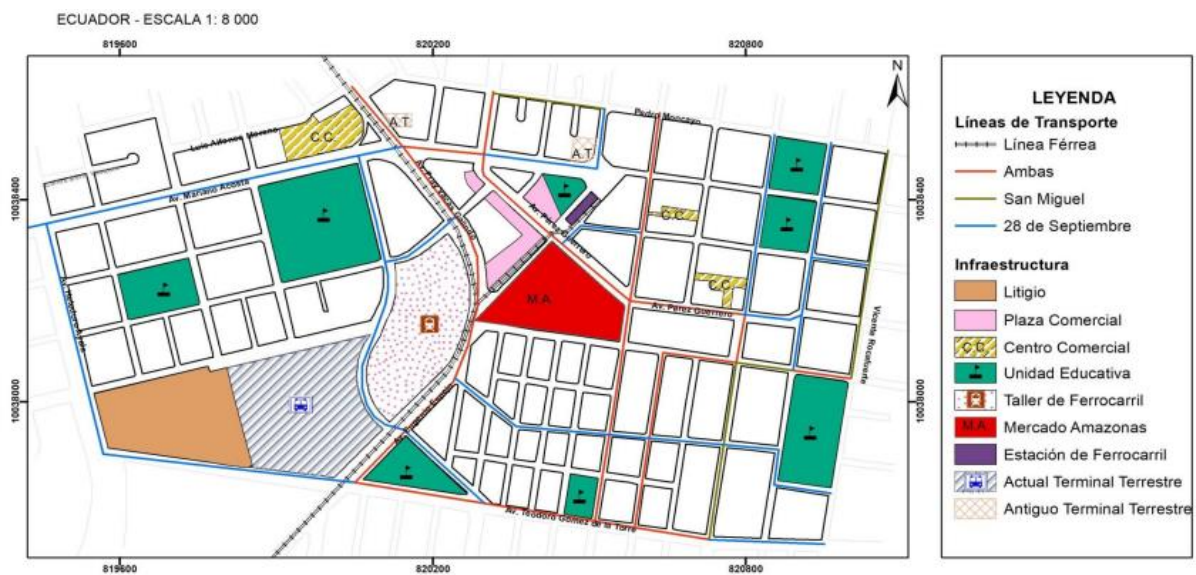 ECUADOR - ESCALA 1: 8 000
819600
820200
820800
N
10038400
10038000
10038400
10038000
Pedro Moncayo
Luis Alfonso Moreno
C.C.
A.T.
A.T.
Av. Mariano Acosta
Av. Pérez Guerrero
C.C.
C.C.
M.A.
Av. Pérez Guerrero
Vicente Rocafuerte
Av. Teodoro Gómez de la Torre
819600
820200
820800
LEYENDA
Líneas de Transporte
Línea Férrea
Ambas
San Miguel
28 de Septiembre
Infraestructura
Litigio
Plaza Comercial
C.C. Centro Comercial
Unidad Educativa
Taller de Ferrocarril
M.A. Mercado Amazonas
Estación de Ferrocarril
Actual Terminal Terrestre
Antiguo Terminal Terrestre